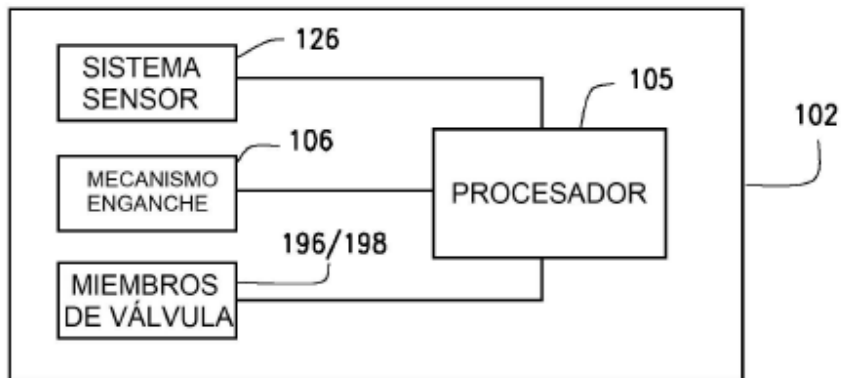 SISTEMA
SENSOR
126
MECANISMO
ENGANCHE
106
MIEMBROS
DE VÁLVULA
196/198
PROCESADOR
105
102